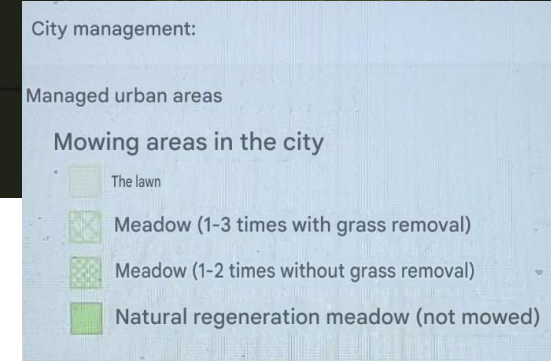 City management:
Managed urban areas
Mowing areas in the city
The lawn
Meadow (1-3 times with grass removal)
Meadow (1-2 times without grass removal)
Natural regeneration meadow (not mowed)